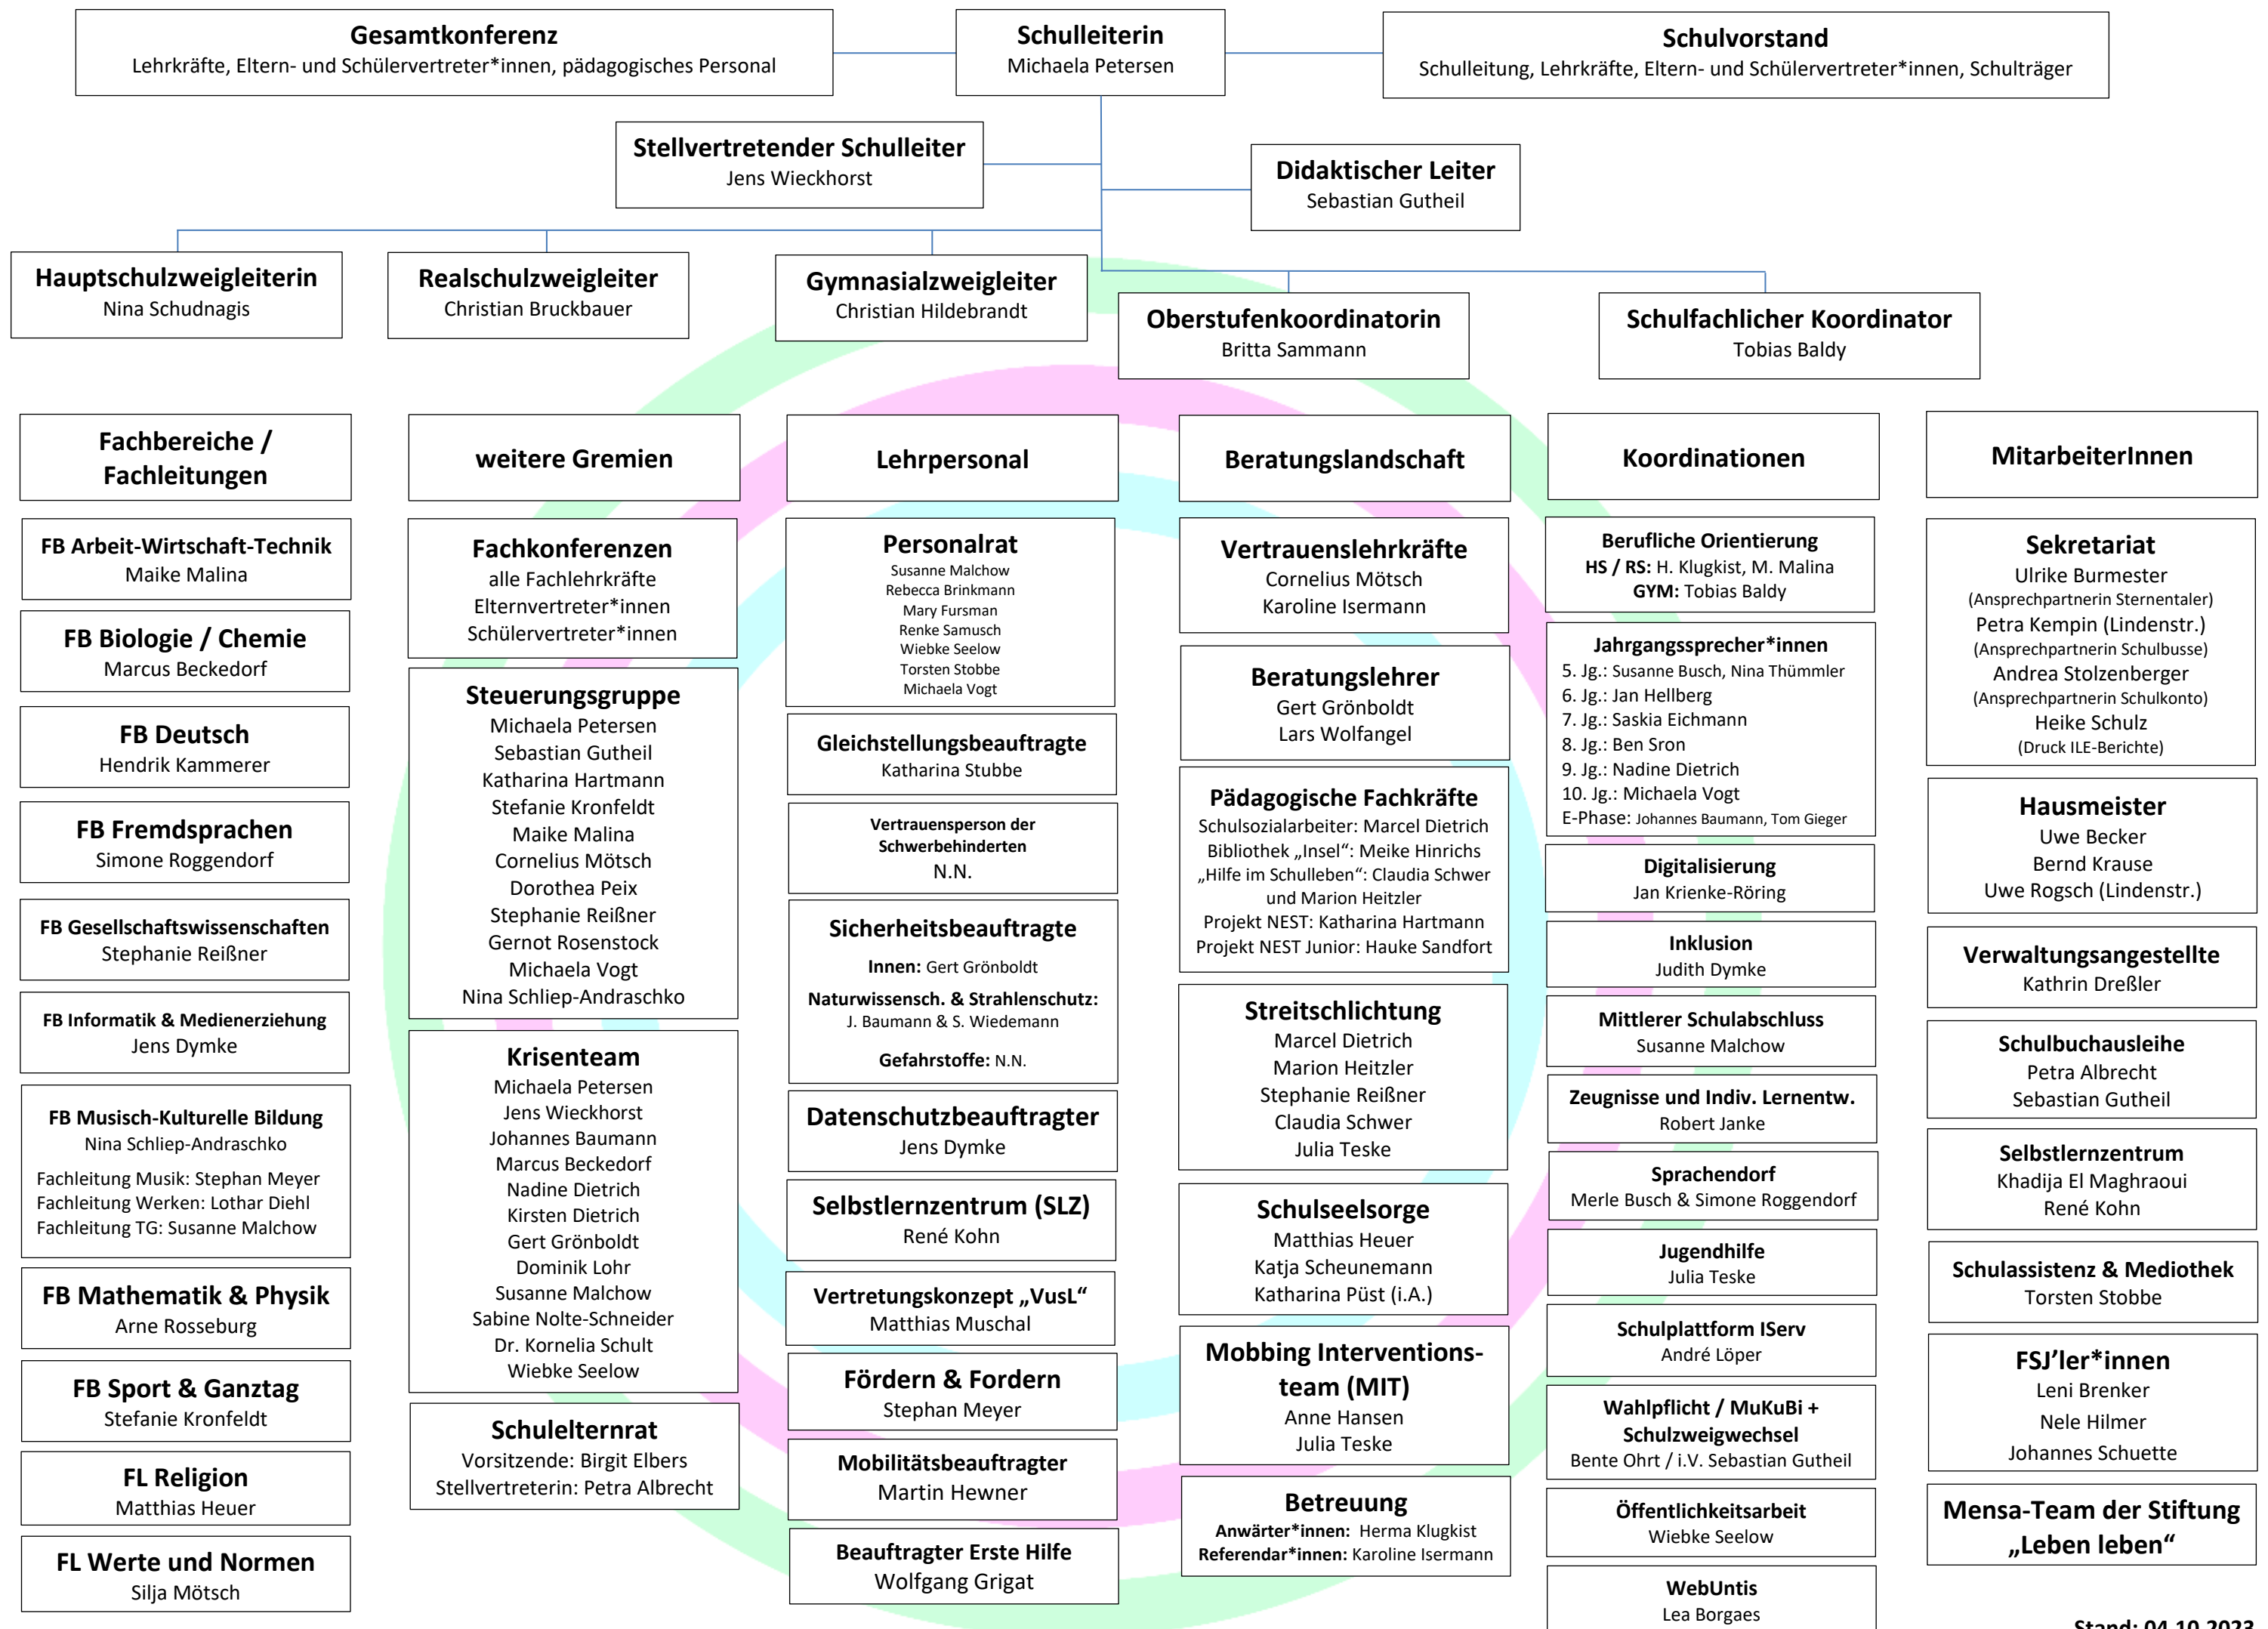 Gesamtkonferenz
Lehrkräfte, Eltern- und Schülervertreter*innen, pädagogisches Personal
Schulleiterin
Michaela Petersen
Schulvorstand
Schulleitung, Lehrkräfte, Eltern- und Schülervertreter*innen, Schulträger
Stellvertretender Schulleiter
Jens Wieckhorst
Didaktischer Leiter
Sebastian Gutheil
Hauptschulzweigleiterin
Nina Schudnagis
Realschulzweigleiter
Christian Bruckbauer
Gymnasialzweigleiter
Christian Hildebrandt
Oberstufenkoordinatorin
Britta Sammann
Schulfachlicher Koordinator
Tobias Baldy
Fachbereiche /
Fachleitungen
FB Arbeit-Wirtschaft-Technik
Maike Malina
FB Biologie / Chemie
Marcus Beckedorf
FB Deutsch
Hendrik Kammerer
FB Fremdsprachen
Simone Roggendorf
FB Gesellschaftswissenschaften
Stephanie Reißner
FB Informatik & Medienerziehung
Jens Dymke
FB Musisch-Kulturelle Bildung
Nina Schliep-Andraschko
Fachleitung Musik: Stephan Meyer
Fachleitung Werken: Lothar Diehl
Fachleitung TG: Susanne Malchow
FB Mathematik & Physik
Arne Rosseburg
FB Sport & Ganztag
Stefanie Kronfeldt
FL Religion
Matthias Heuer
FL Werte und Normen
Silja Mötsch
weitere Gremien
Fachkonferenzen
alle Fachlehrkräfte
Elternvertreter*innen
Schülervertreter*innen
Steuerungsgruppe
Michaela Petersen
Sebastian Gutheil
Katharina Hartmann
Stefanie Kronfeldt
Maike Malina
Cornelius Mötsch
Dorothea Peix
Stephanie Reißner
Gernot Rosenstock
Michaela Vogt
Nina Schliep-Andraschko
Krisenteam
Michaela Petersen
Jens Wieckhorst
Johannes Baumann
Marcus Beckedorf
Nadine Dietrich
Kirsten Dietrich
Gert Grönboldt
Dominik Lohr
Susanne Malchow
Sabine Nolte-Schneider
Dr. Kornelia Schult
Wiebke Seelow
Schulelternrat
Vorsitzende: Birgit Elbers
Stellvertreterin: Petra Albrecht
Lehrpersonal
Personalrat
Susanne Malchow
Rebecca Brinkmann
Mary Fursman
Renke Samusch
Wiebke Seelow
Torsten Stobbe
Michaela Vogt
Gleichstellungsbeauftragte
Katharina Stubbe
Vertrauensperson der
Schwerbehinderten
N.N.
Sicherheitsbeauftragte
Innen: Gert Grönboldt
Naturwissensch. & Strahlenschutz:
J. Baumann & S. Wiedemann
Gefahrstoffe: N.N.
Datenschutzbeauftragter
Jens Dymke
Selbstlernzentrum (SLZ)
René Kohn
Vertretungskonzept „VusL“
Matthias Muschal
Fördern & Fordern
Stephan Meyer
Mobilitätsbeauftragter
Martin Hewner
Beauftragter Erste Hilfe
Wolfgang Grigat
Beratungslandschaft
Vertrauenslehrkräfte
Cornelius Mötsch
Karoline Isermann
Beratungslehrer
Gert Grönboldt
Lars Wolfangel
Pädagogische Fachkräfte
Schulsozialarbeiter: Marcel Dietrich
Bibliothek „Insel“: Meike Hinrichs
„Hilfe im Schulleben“: Claudia Schwer
und Marion Heitzler
Projekt NEST: Katharina Hartmann
Projekt NEST Junior: Hauke Sandfort
Streitschlichtung
Marcel Dietrich
Marion Heitzler
Stephanie Reißner
Claudia Schwer
Julia Teske
Schulseelsorge
Matthias Heuer
Katja Scheunemann
Katharina Püst (i.A.)
Mobbing Interventions-
team (MIT)
Anne Hansen
Julia Teske
Betreuung
Anwärter*innen: Herma Klugkist
Referendar*innen: Karoline Isermann
Koordinationen
Berufliche Orientierung
HS / RS: H. Klugkist, M. Malina
GYM: Tobias Baldy
Jahrgangssprecher*innen
5. Jg.: Susanne Busch, Nina Thümmler
6. Jg.: Jan Hellberg
7. Jg.: Saskia Eichmann
8. Jg.: Ben Sron
9. Jg.: Nadine Dietrich
10. Jg.: Michaela Vogt
E-Phase: Johannes Baumann, Tom Gieger
Digitalisierung
Jan Krienke-Röring
Inklusion
Judith Dymke
Mittlerer Schulabschluss
Susanne Malchow
Zeugnisse und Indiv. Lernentw.
Robert Janke
Sprachendorf
Merle Busch & Simone Roggendorf
Jugendhilfe
Julia Teske
Schulplattform IServ
André Löper
Wahlpflicht / MuKuBi +
Schulzweigwechsel
Bente Ohrt / i.V. Sebastian Gutheil
Öffentlichkeitsarbeit
Wiebke Seelow
WebUntis
Lea Borgaes
MitarbeiterInnen
Sekretariat
Ulrike Burmester
(Ansprechpartnerin Sternentaler)
Petra Kempin (Lindenstr.)
(Ansprechpartnerin Schulbusse)
Andrea Stolzenberger
(Ansprechpartnerin Schulkonto)
Heike Schulz
(Druck ILE-Berichte)
Hausmeister
Uwe Becker
Bernd Krause
Uwe Rogsch (Lindenstr.)
Verwaltungsangestellte
Kathrin Dreßler
Schulbuchausleihe
Petra Albrecht
Sebastian Gutheil
Selbstlernzentrum
Khadija El Maghraoui
René Kohn
Schulassistenz & Mediothek
Torsten Stobbe
FSJ’ler*innen
Leni Brenker
Nele Hilmer
Johannes Schuette
Mensa-Team der Stiftung
„Leben leben“
Stand: 04.10.2023